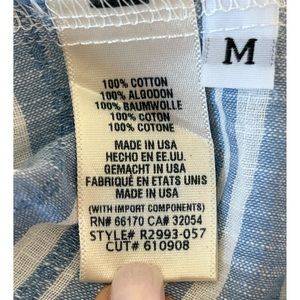 M
100% COTTON
100% ALGODON
100% BAUMWOLLE
100% COTON
100% COTONE
MADE IN USA
HECHO EN EE.UU.
GEMACHT IN USA
FABRIQUÉ EN ETATS UNIS
MADE IN USA
(WITH IMPORT COMPONENTS)
RN# 66170 CA# 32054
STYLE# R2993-057
CUT# 610908